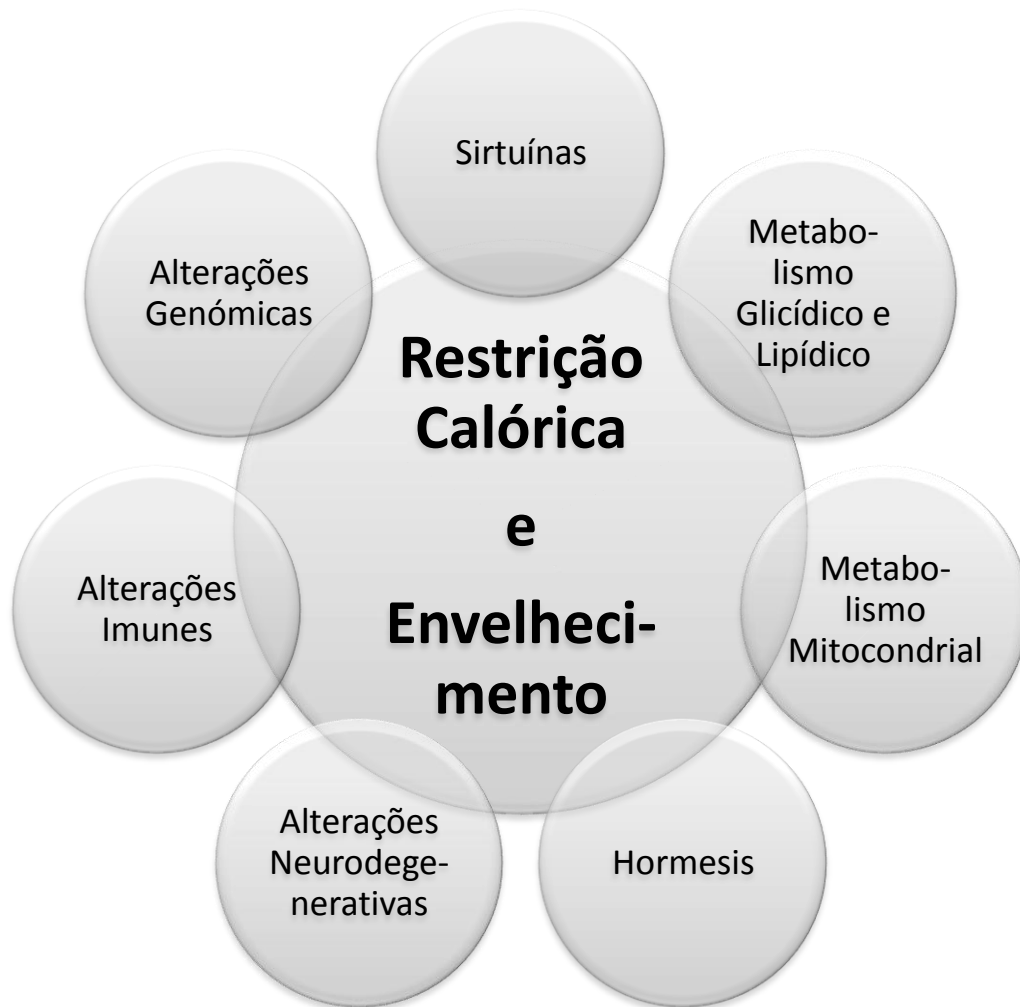 Sirtuínas
Metabo-
lismo
Glicídico e
Lipídico
Metabo-
lismo
Mitocondrial
Hormesis
Alterações
Neurodege-
nerativas
Alterações
Imunes
Alterações
Genómicas
Restrição
Calórica
e
Envelheci-
mento